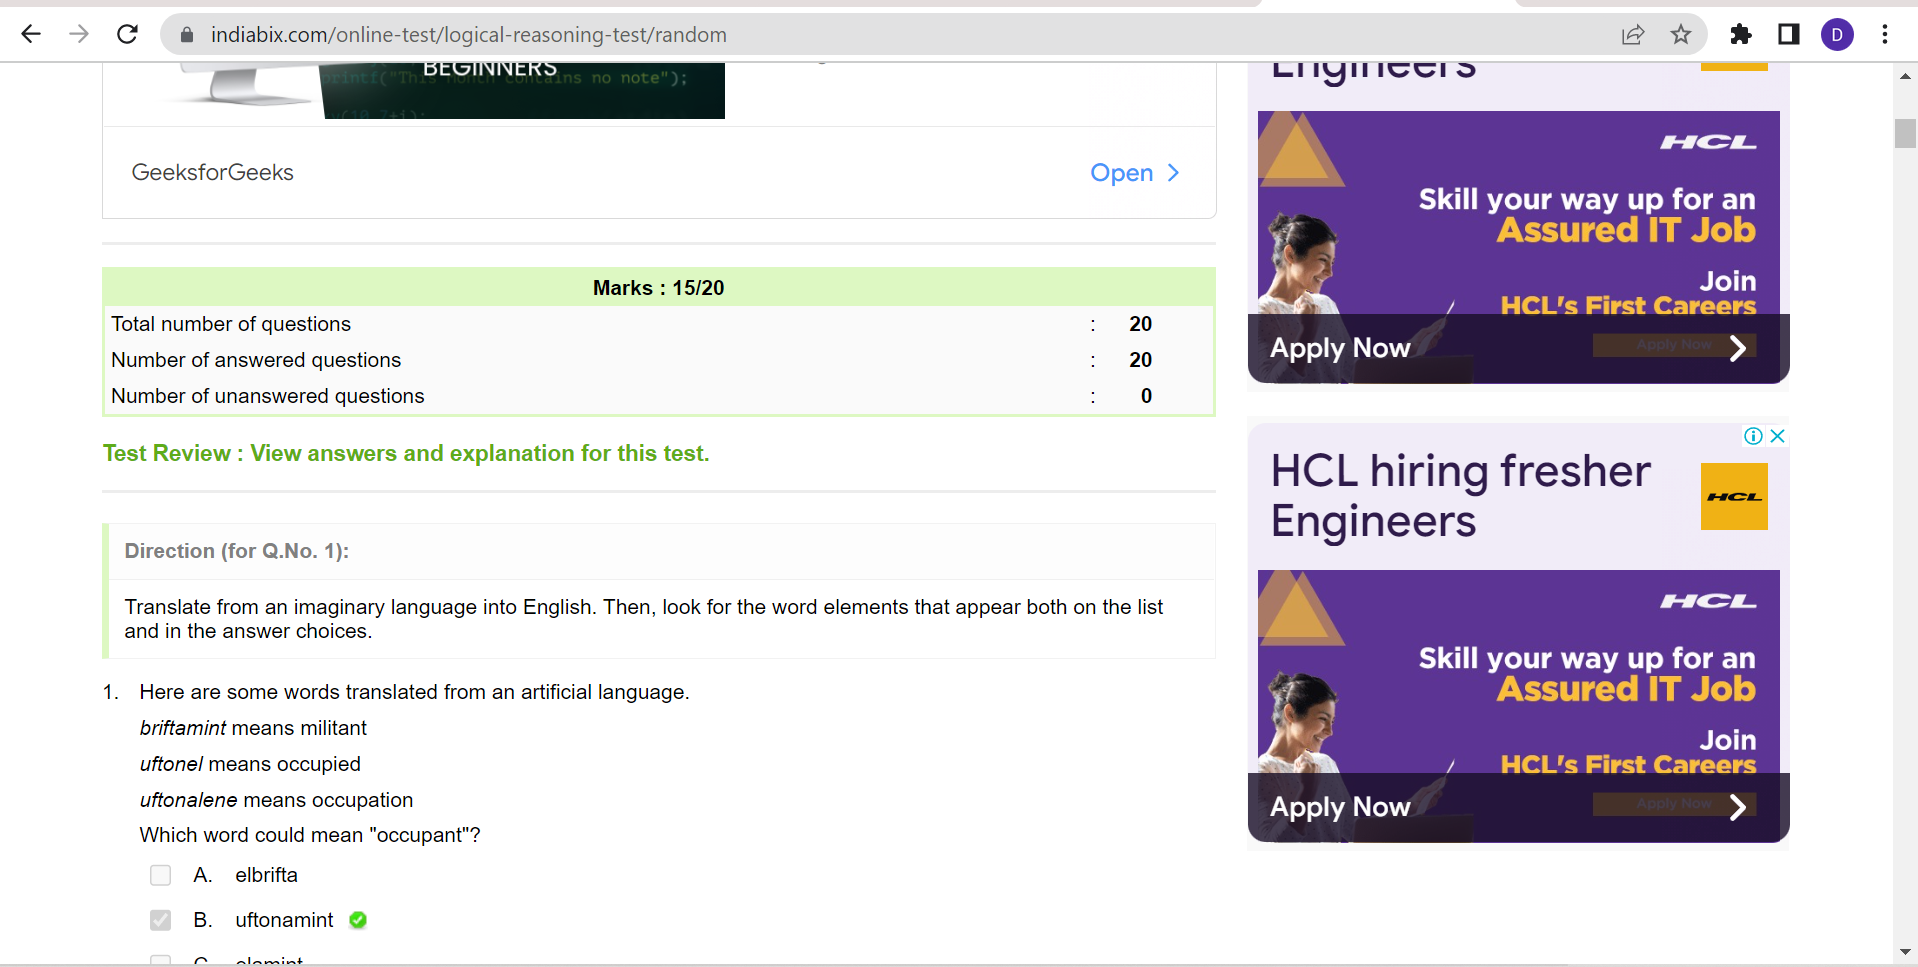 indiabix.com/online-test/logical-reasoning-test/random
D
BEGINNERS
printf("This month contains no note");
GeeksforGeeks
Open
Marks : 15/20
Total number of questions : 20
Number of answered questions : 20
Number of unanswered questions : 0
Test Review : View answers and explanation for this test.
Direction (for Q.No. 1):
Translate from an imaginary language into English. Then, look for the word elements that appear both on the list
and in the answer choices.
1. Here are some words translated from an artificial language.
briftamint means militant
uftonel means occupied
uftonalene means occupation
Which word could mean "occupant"?
A. elbrifta
B. uftonamint
C. elamint
Engineers
HCL
Skill your way up for an
Assured IT Job
Join
HCL's First Careers
Apply Now
Apply Now
HCL hiring fresher
Engineers
HCL
HCL
Skill your way up for an
Assured IT Job
Join
HCL's First Careers
Apply Now
Apply Now